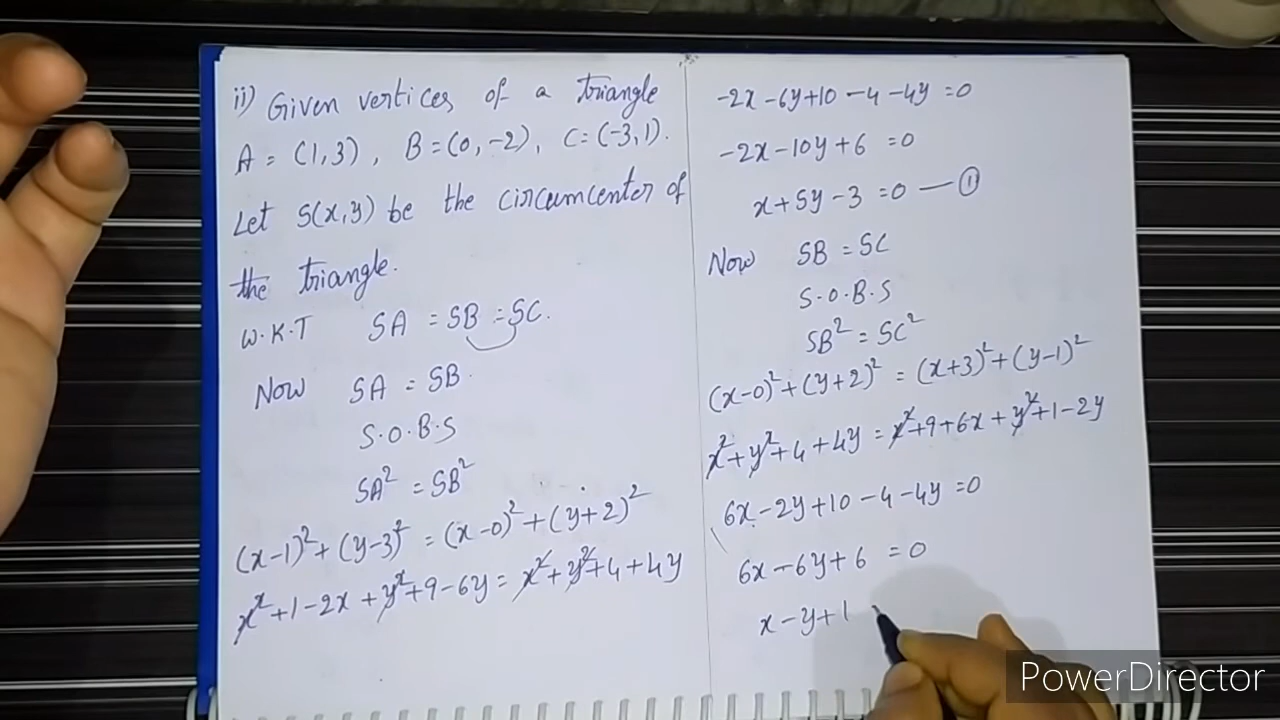 ii) Given vertices of a triangle
A = (1,3), B=(0,-2), C=(-3,1).
Let S(x,y) be the circumcenter of
the triangle.
W.K.T SA = SB = SC.
Now SA = SB.
S.O.B.S
SA² = SB²
(x-1)²+(y-3)² = (x-0)²+(y+2)²
x²+1-2x+y²+9-6y = x²+y²+4+4y
-2x-6y+10-4-4y=0
-2x-10y+6=0
x+5y-3=0 — ①
Now SB = SC
S.O.B.S
SB² = SC²
(x-0)²+(y+2)² = (x+3)²+(y-1)²
x²+y²+4+4y = x²+9+6x+y²+1-2y
6x-2y+10-4-4y=0
6x-6y+6=0
x-y+1
PowerDirector